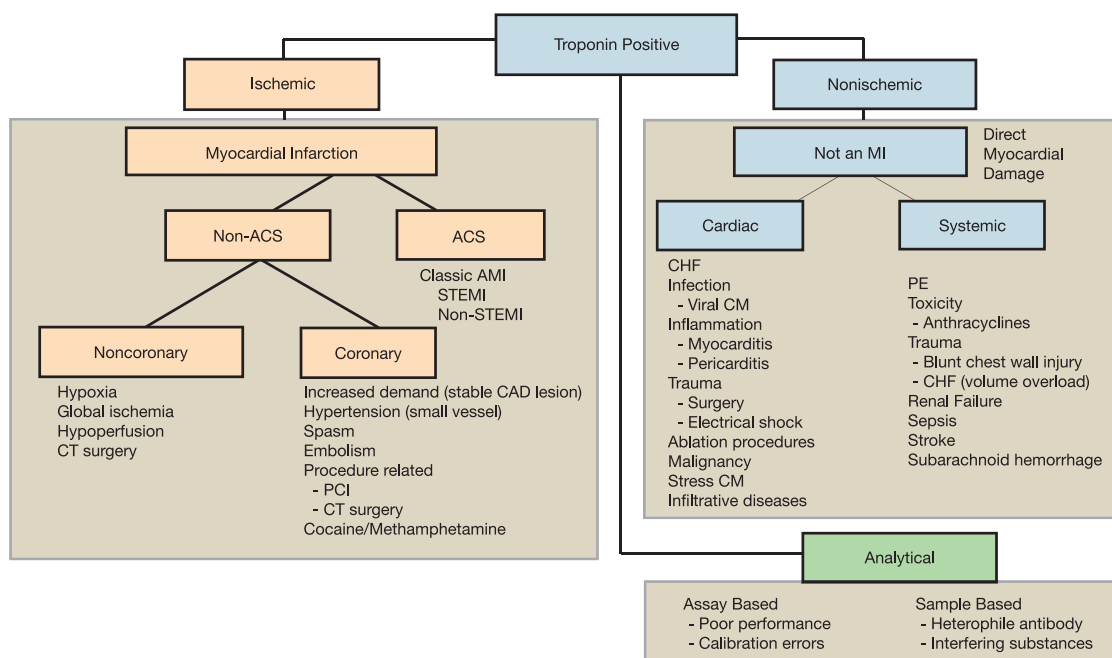 Troponin Positive
Ischemic
Nonischemic
Myocardial Infarction
Non-ACS
ACS
Classic AMI
STEMI
Non-STEMI
Noncoronary
Hypoxia
Global ischemia
Hypoperfusion
CT surgery
Coronary
Increased demand (stable CAD lesion)
Hypertension (small vessel)
Spasm
Embolism
Procedure related
- PCI
- CT surgery
Cocaine/Methamphetamine
Not an MI
Direct
Myocardial
Damage
Cardiac
CHF
Infection
- Viral CM
Inflammation
- Myocarditis
- Pericarditis
Trauma
- Surgery
- Electrical shock
Ablation procedures
Malignancy
Stress CM
Infiltrative diseases
Systemic
PE
Toxicity
- Anthracyclines
Trauma
- Blunt chest wall injury
- CHF (volume overload)
Renal Failure
Sepsis
Stroke
Subarachnoid hemorrhage
Analytical
Assay Based
- Poor performance
- Calibration errors
Sample Based
- Heterophile antibody
- Interfering substances